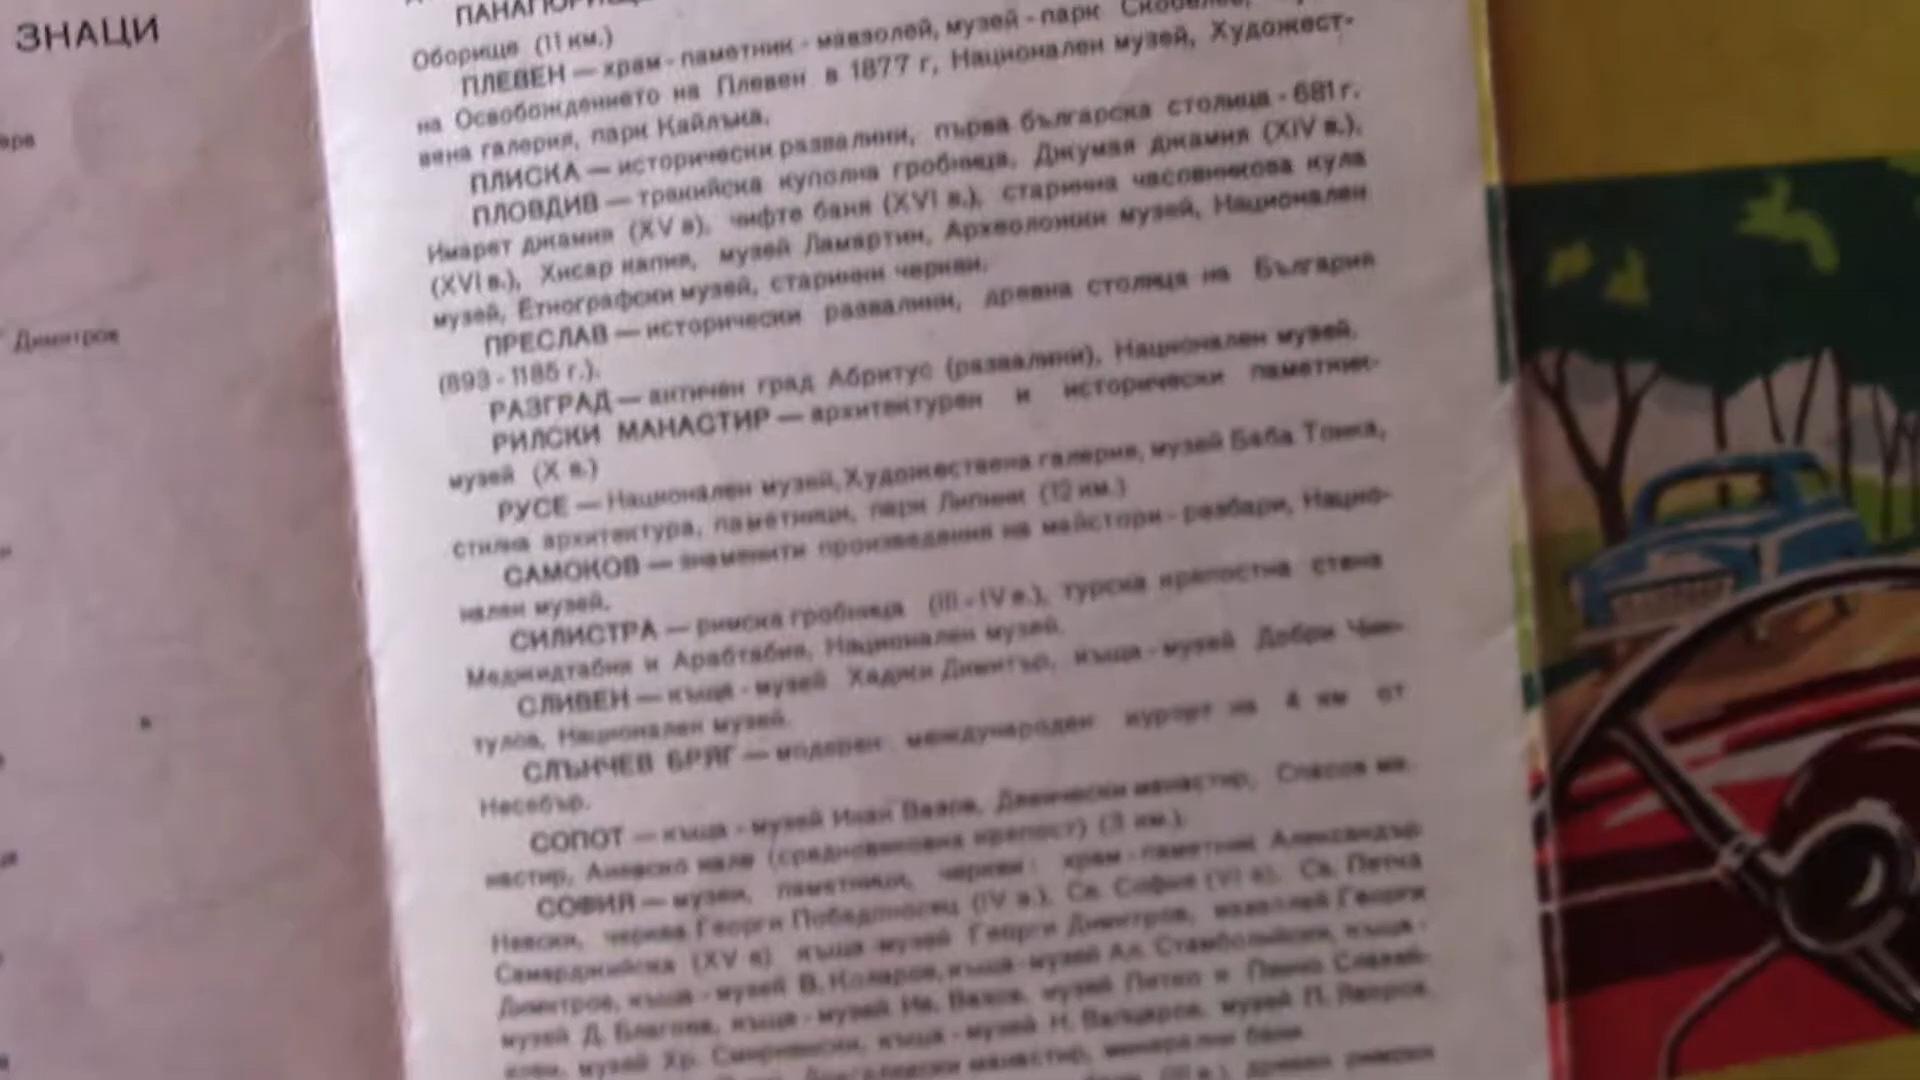 ЗНАЦИ
Димитров
Оборище (11 км.)
ПЛЕВЕН — храм - паметник - мавзолей, музей - парк
на Освобождението на Плевен в 1877 г, Национален музей, Художест-
вена галерия, парк Кайлъка.
ПЛИСКА — исторически развалини, първа българска столица - 681 г.
ПЛОВДИВ — тракийска куполна гробница, Джумая джамия (XIV в.),
Имарет джамия (XV в), чифте баня (XVI в.), старинна часовникова кула
(XVI в.), Хисар капия, музей Ламартин, Археоложки музей, Национален
музей, Етнографски музей, старинни черкви.
ПРЕСЛАВ — исторически развалини, древна столица на България
(893 - 1185 г.).
РАЗГРАД — античен град Абритус (развалини), Национален музей.
РИЛСКИ МАНАСТИР — архитектурен и исторически паметник-
музей (X в.)
РУСЕ — Национален музей, Художествена галерия, музей Баба Тонка,
стилна архитектура, паметници, парк Липник (12 км.)
САМОКОВ — знаменити произведения на майстори - резбари, Нацио-
нален музей.
СИЛИСТРА — римска гробница (III - IV в.), турска крепостна стена
Меджидтабия и Арабтабия, Национален музей.
СЛИВЕН — къща - музей Хаджи Димитър, къща - музей Добри Чин-
тулов, Национален музей.
СЛЪНЧЕВ БРЯГ — модерен международен курорт на 4 км от
Несебър.
СОПОТ — къща - музей Иван Вазов, Девически манастир, Спасов ма-
настир, Аневско кале (средновековна крепост) (3 км.).
СОФИЯ — музеи, паметници, черкви: храм - паметник Александър
Невски, черква Георги Победоносец (IV в.), Св. София (VI в), Св. Петка
Самарджийска (XV в) къща музей Георги Димитров, мавзолей Георги
Димитров, къща - музей В. Коларов, къща - музей Ал. Стамболийски, къща -
музей Д. Благоев, къща - музей Ив. Вазов, музей Петко и Пенчо Славей-
кови, музей Хр. Смирненски, къща - музей Н. Вапцаров, музей П. Яворов,
манастир, минерални бани